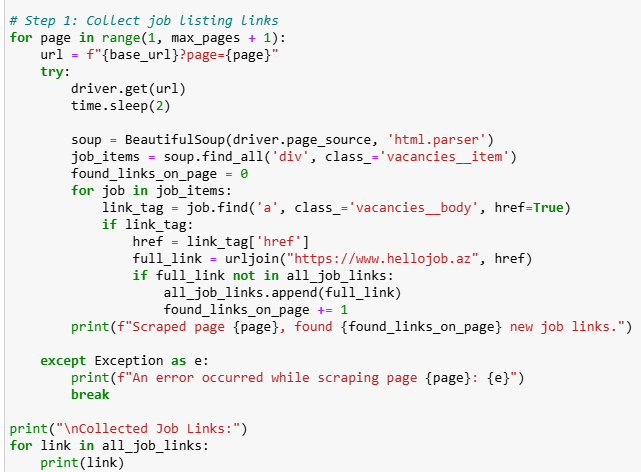 # Step 1: Collect job listing links
for page in range(1, max_pages + 1):
    url = f"{base_url}?page={page}"
    try:
        driver.get(url)
        time.sleep(2)

        soup = BeautifulSoup(driver.page_source, 'html.parser')
        job_items = soup.find_all('div', class_='vacancies__item')
        found_links_on_page = 0
        for job in job_items:
            link_tag = job.find('a', class_='vacancies__body', href=True)
            if link_tag:
                href = link_tag['href']
                full_link = urljoin("https://www.hellojob.az", href)
                if full_link not in all_job_links:
                    all_job_links.append(full_link)
                    found_links_on_page += 1
        print(f"Scraped page {page}, found {found_links_on_page} new job links.")

    except Exception as e:
        print(f"An error occurred while scraping page {page}: {e}")
        break

print("\nCollected Job Links:")
for link in all_job_links:
    print(link)